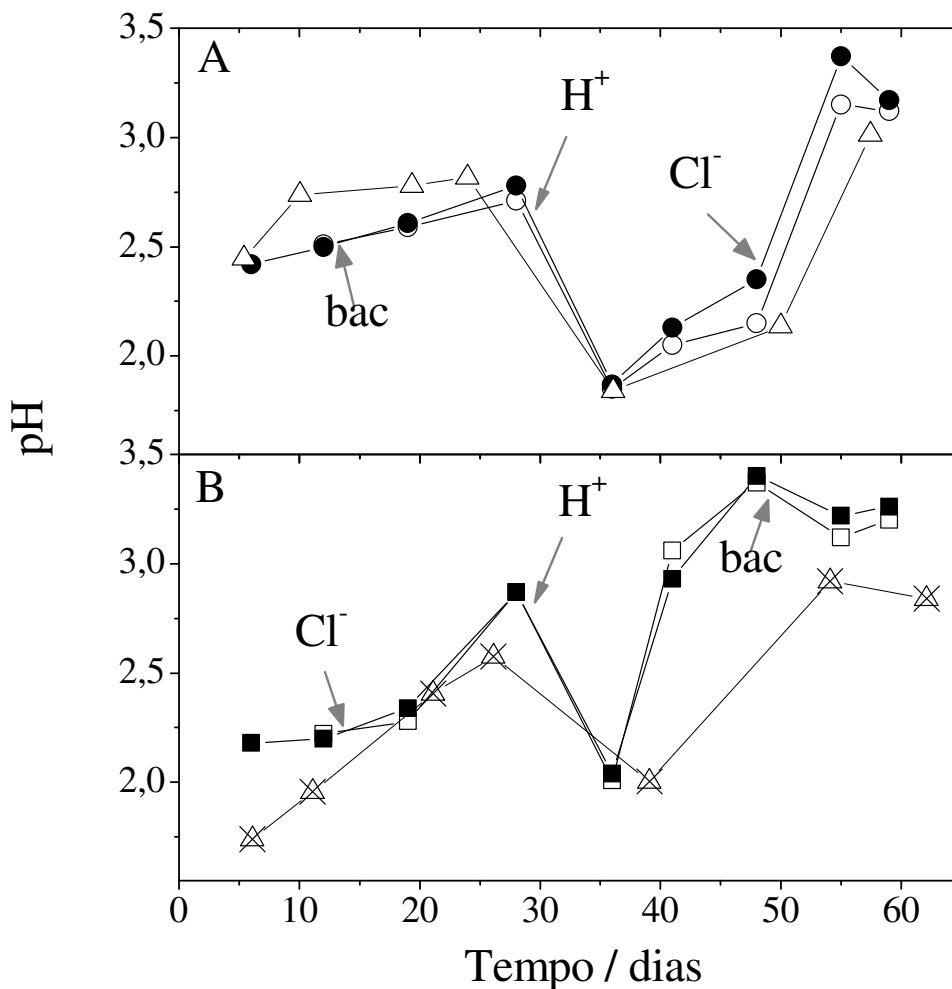 A
3,5
3,0
2,5
2,0
H⁺
Cl⁻
bac
pH
B
3,5
3,0
2,5
2,0
H⁺
Cl⁻
bac
0 10 20 30 40 50 60
Tempo / dias